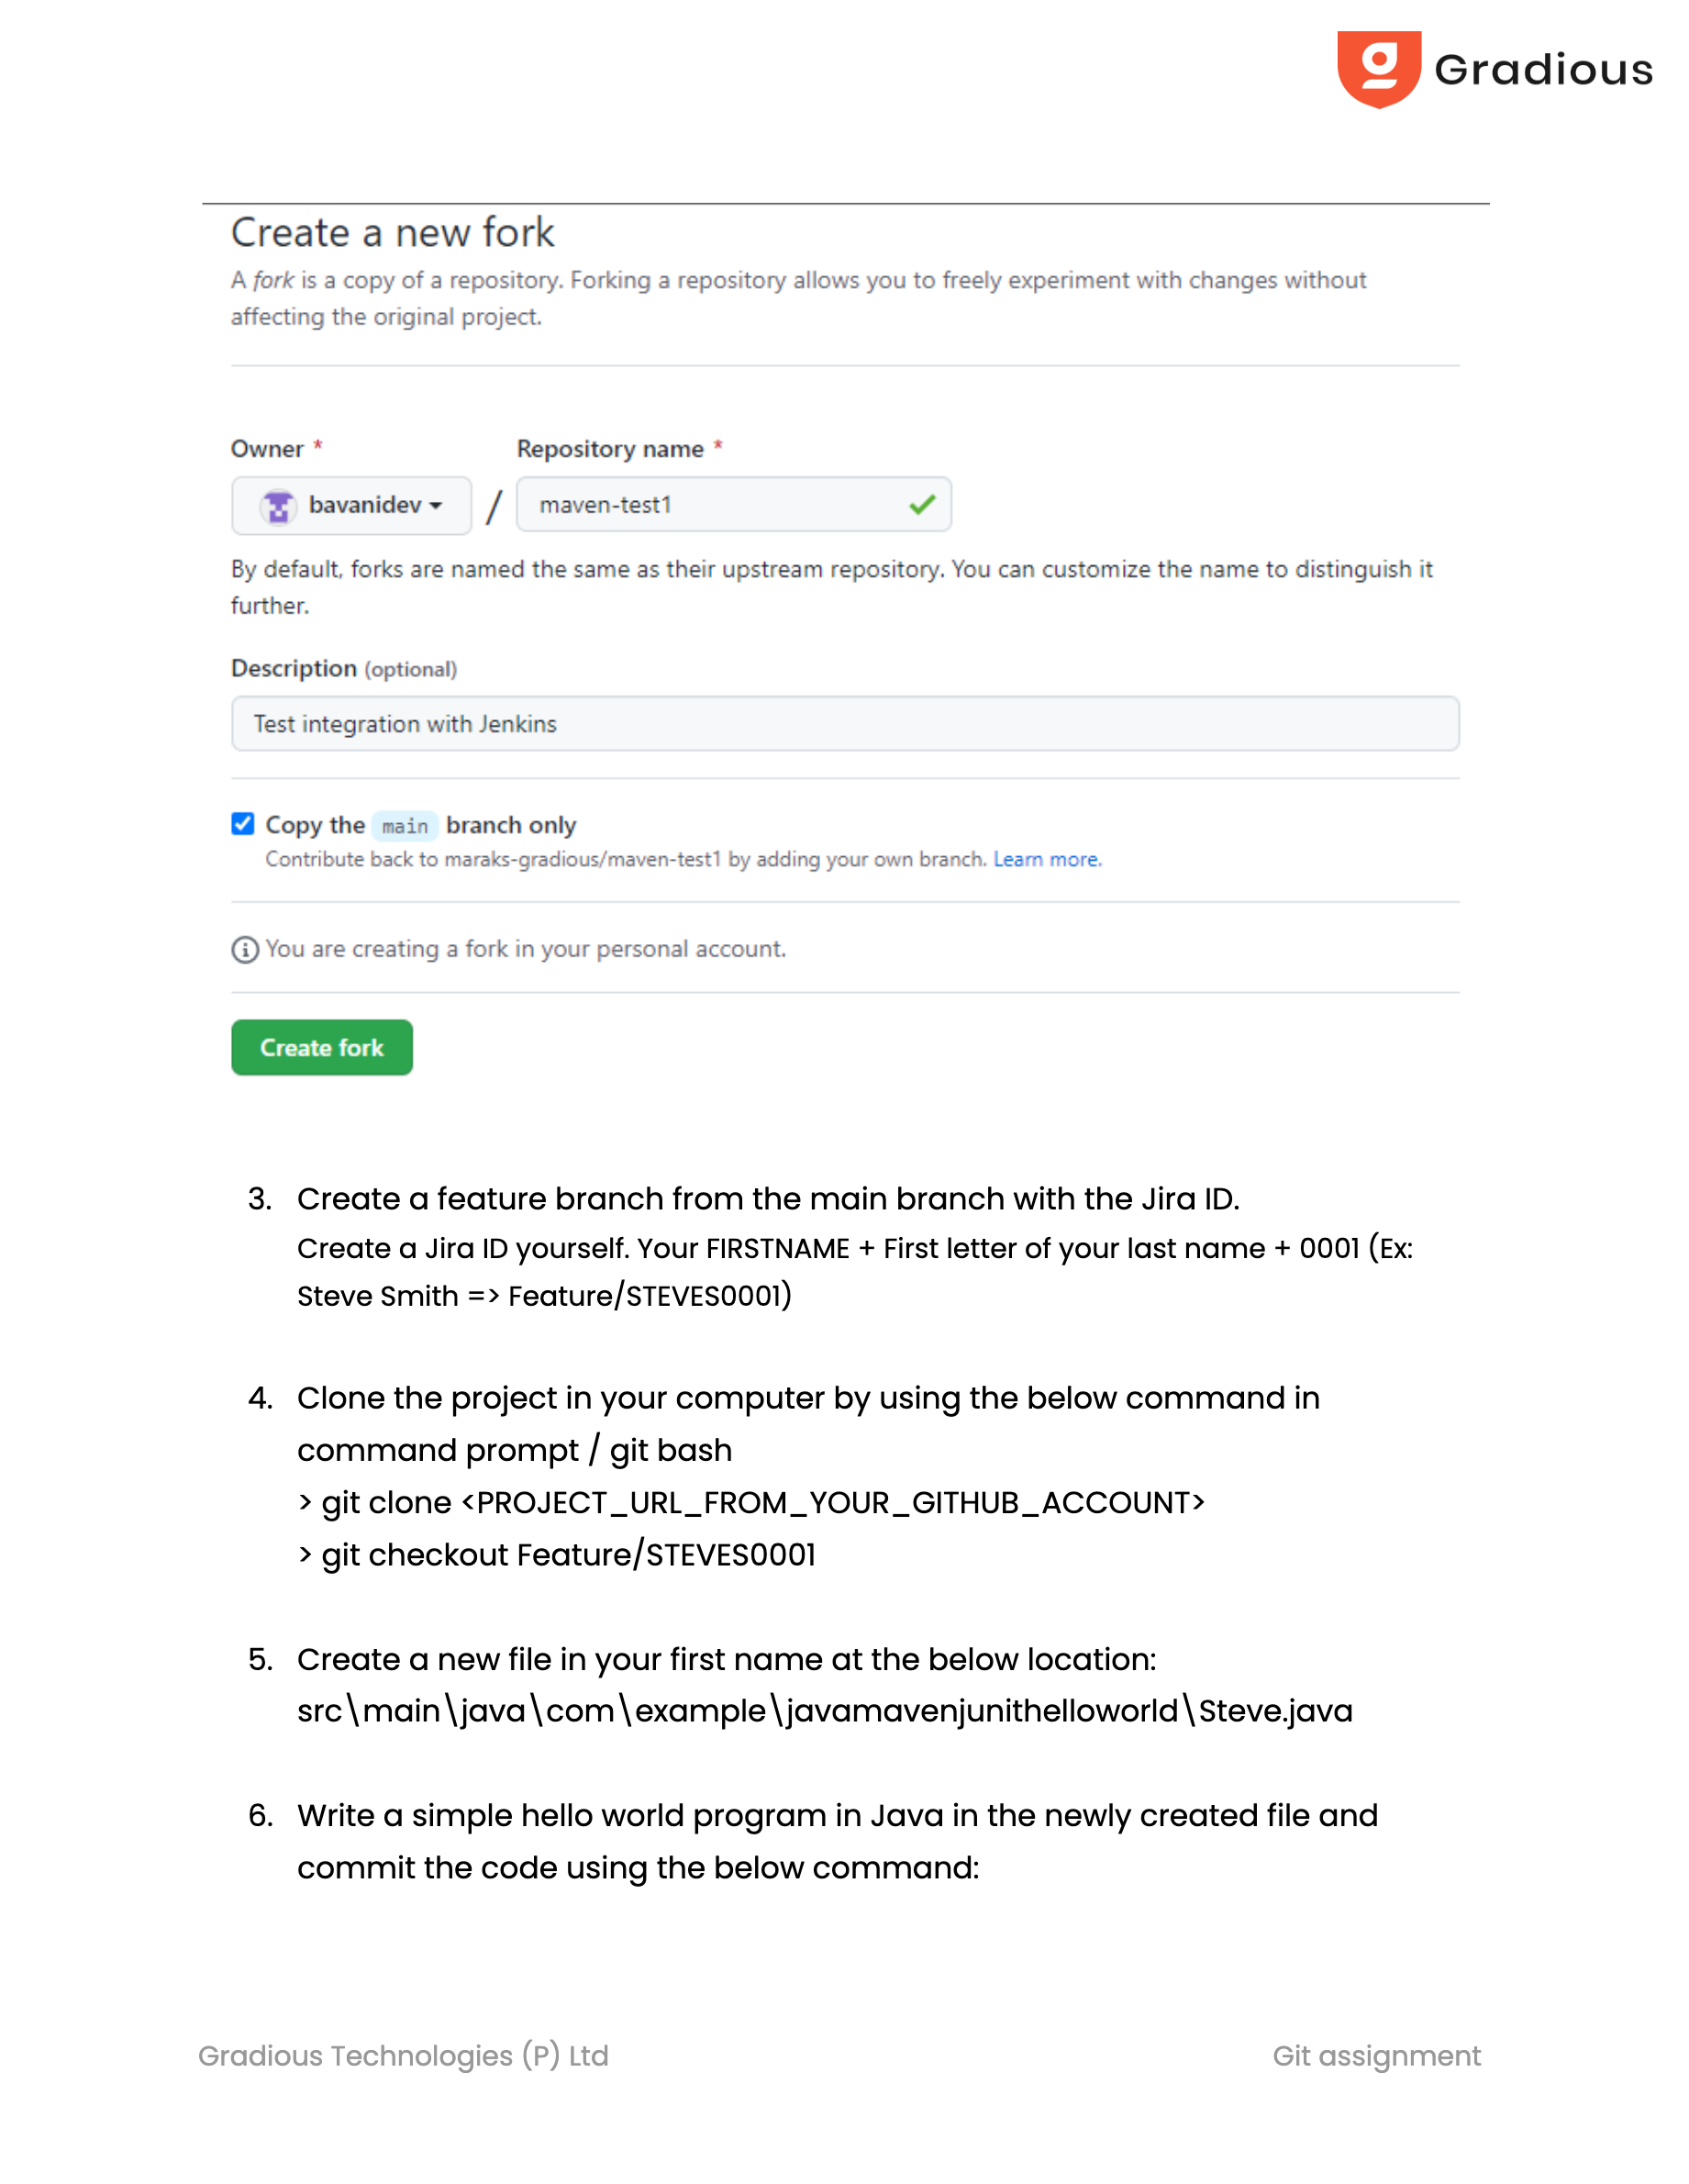 Gradious
Create a new fork
A fork is a copy of a repository. Forking a repository allows you to freely experiment with changes without
affecting the original project.
Owner * Repository name *
bavanidev / maven-test1
By default, forks are named the same as their upstream repository. You can customize the name to distinguish it
further.
Description (optional)
Test integration with Jenkins
Copy the main branch only
Contribute back to maraks-gradious/maven-test1 by adding your own branch. Learn more.
You are creating a fork in your personal account.
Create fork
3. Create a feature branch from the main branch with the Jira ID.
Create a Jira ID yourself. Your FIRSTNAME + First letter of your last name + 0001 (Ex:
Steve Smith => Feature/STEVES0001)
4. Clone the project in your computer by using the below command in
command prompt / git bash
> git clone <PROJECT_URL_FROM_YOUR_GITHUB_ACCOUNT>
> git checkout Feature/STEVES0001
5. Create a new file in your first name at the below location:
src\main\java\com\example\javamavenjunithelloworld\Steve.java
6. Write a simple hello world program in Java in the newly created file and
commit the code using the below command:
Gradious Technologies (P) Ltd Git assignment